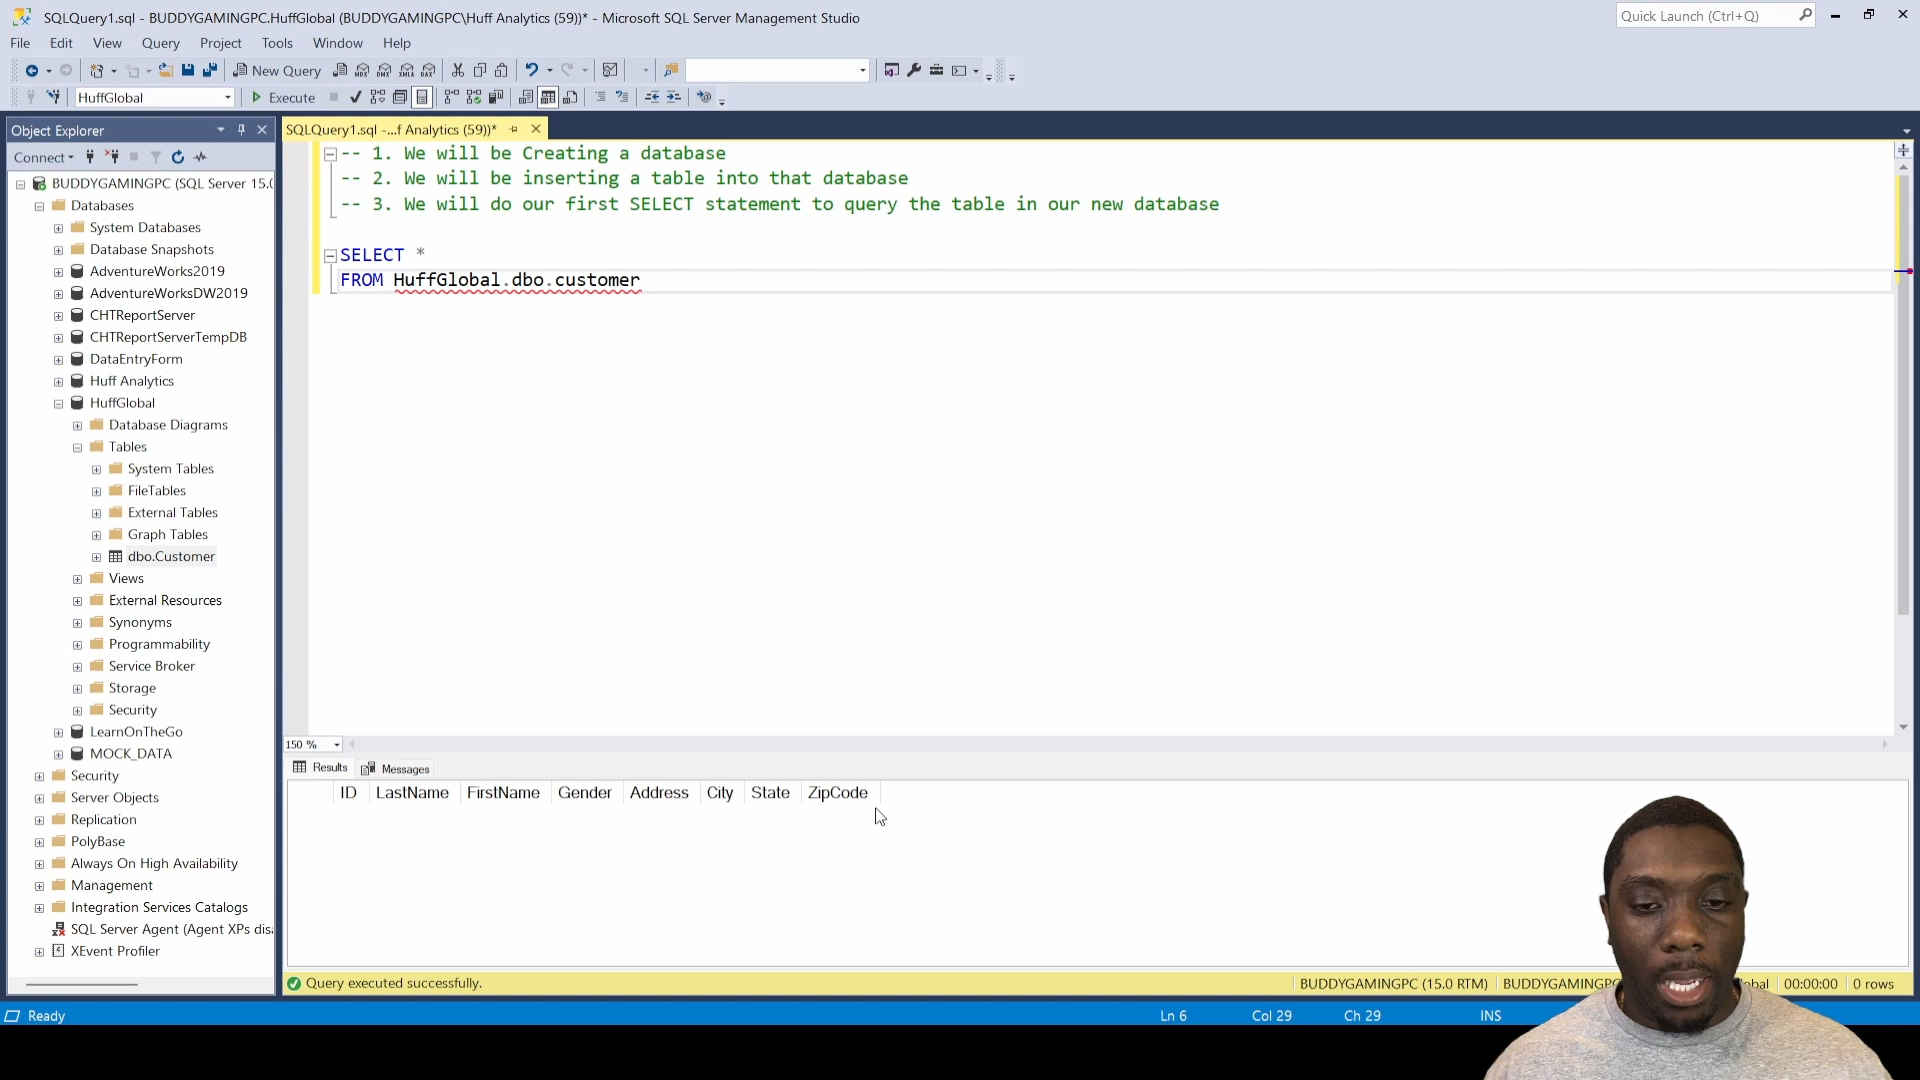 SQLQuery1.sql - BUDDYGAMINGPC.HuffGlobal (BUDDYGAMINGPC\Huff Analytics (59))* - Microsoft SQL Server Management Studio
Quick Launch (Ctrl+Q)
File Edit View Query Project Tools Window Help
New Query MDX DMX XMLA DAX
HuffGlobal Execute
Object Explorer
SQLQuery1.sql -...f Analytics (59))*
Connect
BUDDYGAMINGPC (SQL Server 15.0
Databases
System Databases
Database Snapshots
AdventureWorks2019
AdventureWorksDW2019
CHTReportServer
CHTReportServerTempDB
DataEntryForm
Huff Analytics
HuffGlobal
Database Diagrams
Tables
System Tables
FileTables
External Tables
Graph Tables
dbo.Customer
Views
External Resources
Synonyms
Programmability
Service Broker
Storage
Security
LearnOnTheGo
MOCK_DATA
Security
Server Objects
Replication
PolyBase
Always On High Availability
Management
Integration Services Catalogs
SQL Server Agent (Agent XPs disa
XEvent Profiler
-- 1. We will be Creating a database
-- 2. We will be inserting a table into that database
-- 3. We will do our first SELECT statement to query the table in our new database
SELECT *
FROM HuffGlobal.dbo.customer
150 %
Results Messages
ID LastName FirstName Gender Address City State ZipCode
Query executed successfully.
BUDDYGAMINGPC (15.0 RTM) BUDDYGAMINGPC obal 00:00:00 0 rows
Ready
Ln 6 Col 29 Ch 29 INS